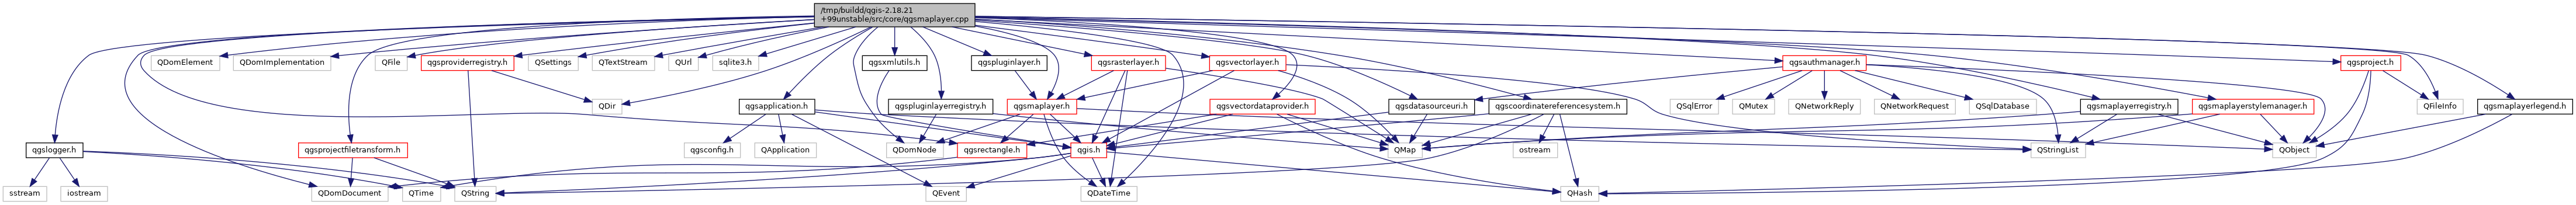 /tmp/buildd/qgis-2.18.21
+99unstable/src/core/qgsmaplayer.cpp
QDomElement
QDomImplementation
QFile
qgsproviderregistry.h
QSettings
QTextStream
QUrl
sqlite3.h
qgsxmlutils.h
qgspluginlayer.h
qgsrasterlayer.h
qgsvectorlayer.h
qgsauthmanager.h
qgsproject.h
QDir
qgsapplication.h
qgspluginlayerregistry.h
qgsmaplayer.h
qgsvectordataprovider.h
qgsdatasourceuri.h
qgscoordinatereferencesystem.h
QSqlError
QMutex
QNetworkReply
QNetworkRequest
QSqlDatabase
qgsmaplayerregistry.h
qgsmaplayerstylemanager.h
QFileInfo
qgsmaplayerlegend.h
qgslogger.h
qgsprojectfiletransform.h
qgsconfig.h
QApplication
QDomNode
qgsrectangle.h
qgis.h
QMap
ostream
QStringList
QObject
sstream
iostream
QDomDocument
QTime
QString
QEvent
QDateTime
QHash